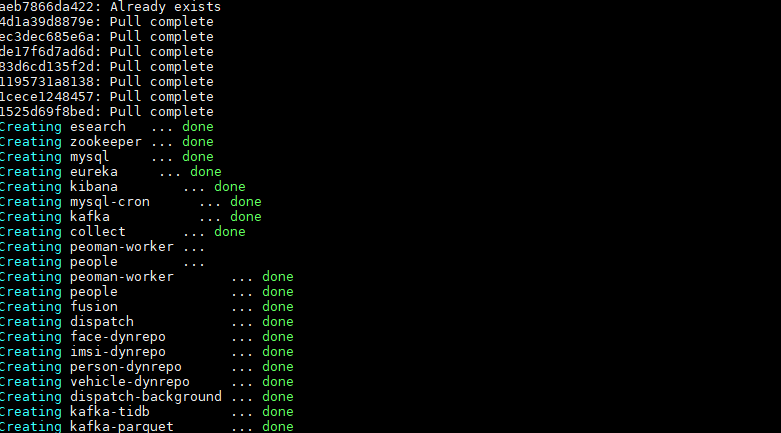 aeb7866da422: Already exists
4d1a39d8879e: Pull complete
ec3dec685e6a: Pull complete
de17f6d7ad6d: Pull complete
83d6cd135f2d: Pull complete
1195731a8138: Pull complete
1cece1248457: Pull complete
1525d69f8bed: Pull complete
Creating esearch ... done
Creating zookeeper ... done
Creating mysql ... done
Creating eureka ... done
Creating kibana ... done
Creating mysql-cron ... done
Creating kafka ... done
Creating collect ... done
Creating peoman-worker ...
Creating people ...
Creating peoman-worker ... done
Creating people ... done
Creating fusion ... done
Creating dispatch ... done
Creating face-dynrepo ... done
Creating imsi-dynrepo ... done
Creating person-dynrepo ... done
Creating vehicle-dynrepo ... done
Creating dispatch-background ... done
Creating kafka-tidb ... done
Creating kafka-parquet ... done